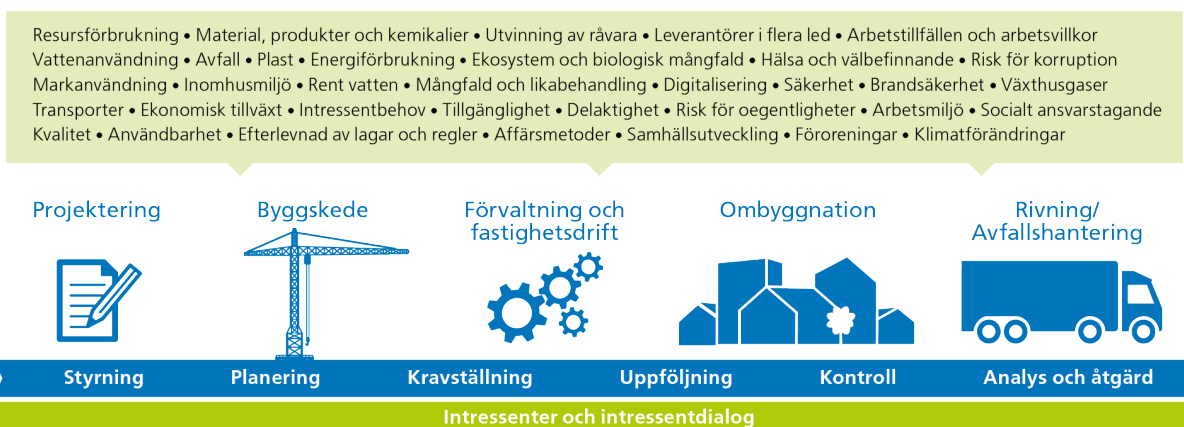 Resursförbrukning • Material, produkter och kemikalier • Utvinning av råvara • Leverantörer i flera led • Arbetstillfällen och arbetsvillkor
Vattenanvändning • Avfall • Plast • Energiförbrukning • Ekosystem och biologisk mångfald • Hälsa och välbefinnande • Risk för korruption
Markanvändning • Inomhusmiljö • Rent vatten • Mångfald och likabehandling • Digitalisering • Säkerhet • Brandsäkerhet • Växthusgaser
Transporter • Ekonomisk tillväxt • Intressentbehov • Tillgänglighet • Delaktighet • Risk för oegentligheter • Arbetsmiljö • Socialt ansvarstagande
Kvalitet • Användbarhet • Efterlevnad av lagar och regler • Affärsmetoder • Samhällsutveckling • Föroreningar • Klimatförändringar
Projektering
Byggskede
Förvaltning och
fastighetsdrift
Ombyggnation
Rivning/
Avfallshantering
Styrning
Planering
Kravställning
Uppföljning
Kontroll
Analys och åtgärd
Intressenter och intressentdialog